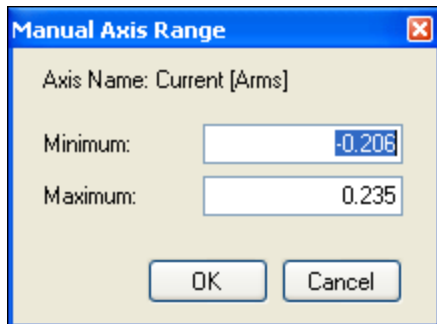 Manual Axis Range
Axis Name: Current [Arms]
Minimum: -0.206
Maximum: 0.235
OK Cancel